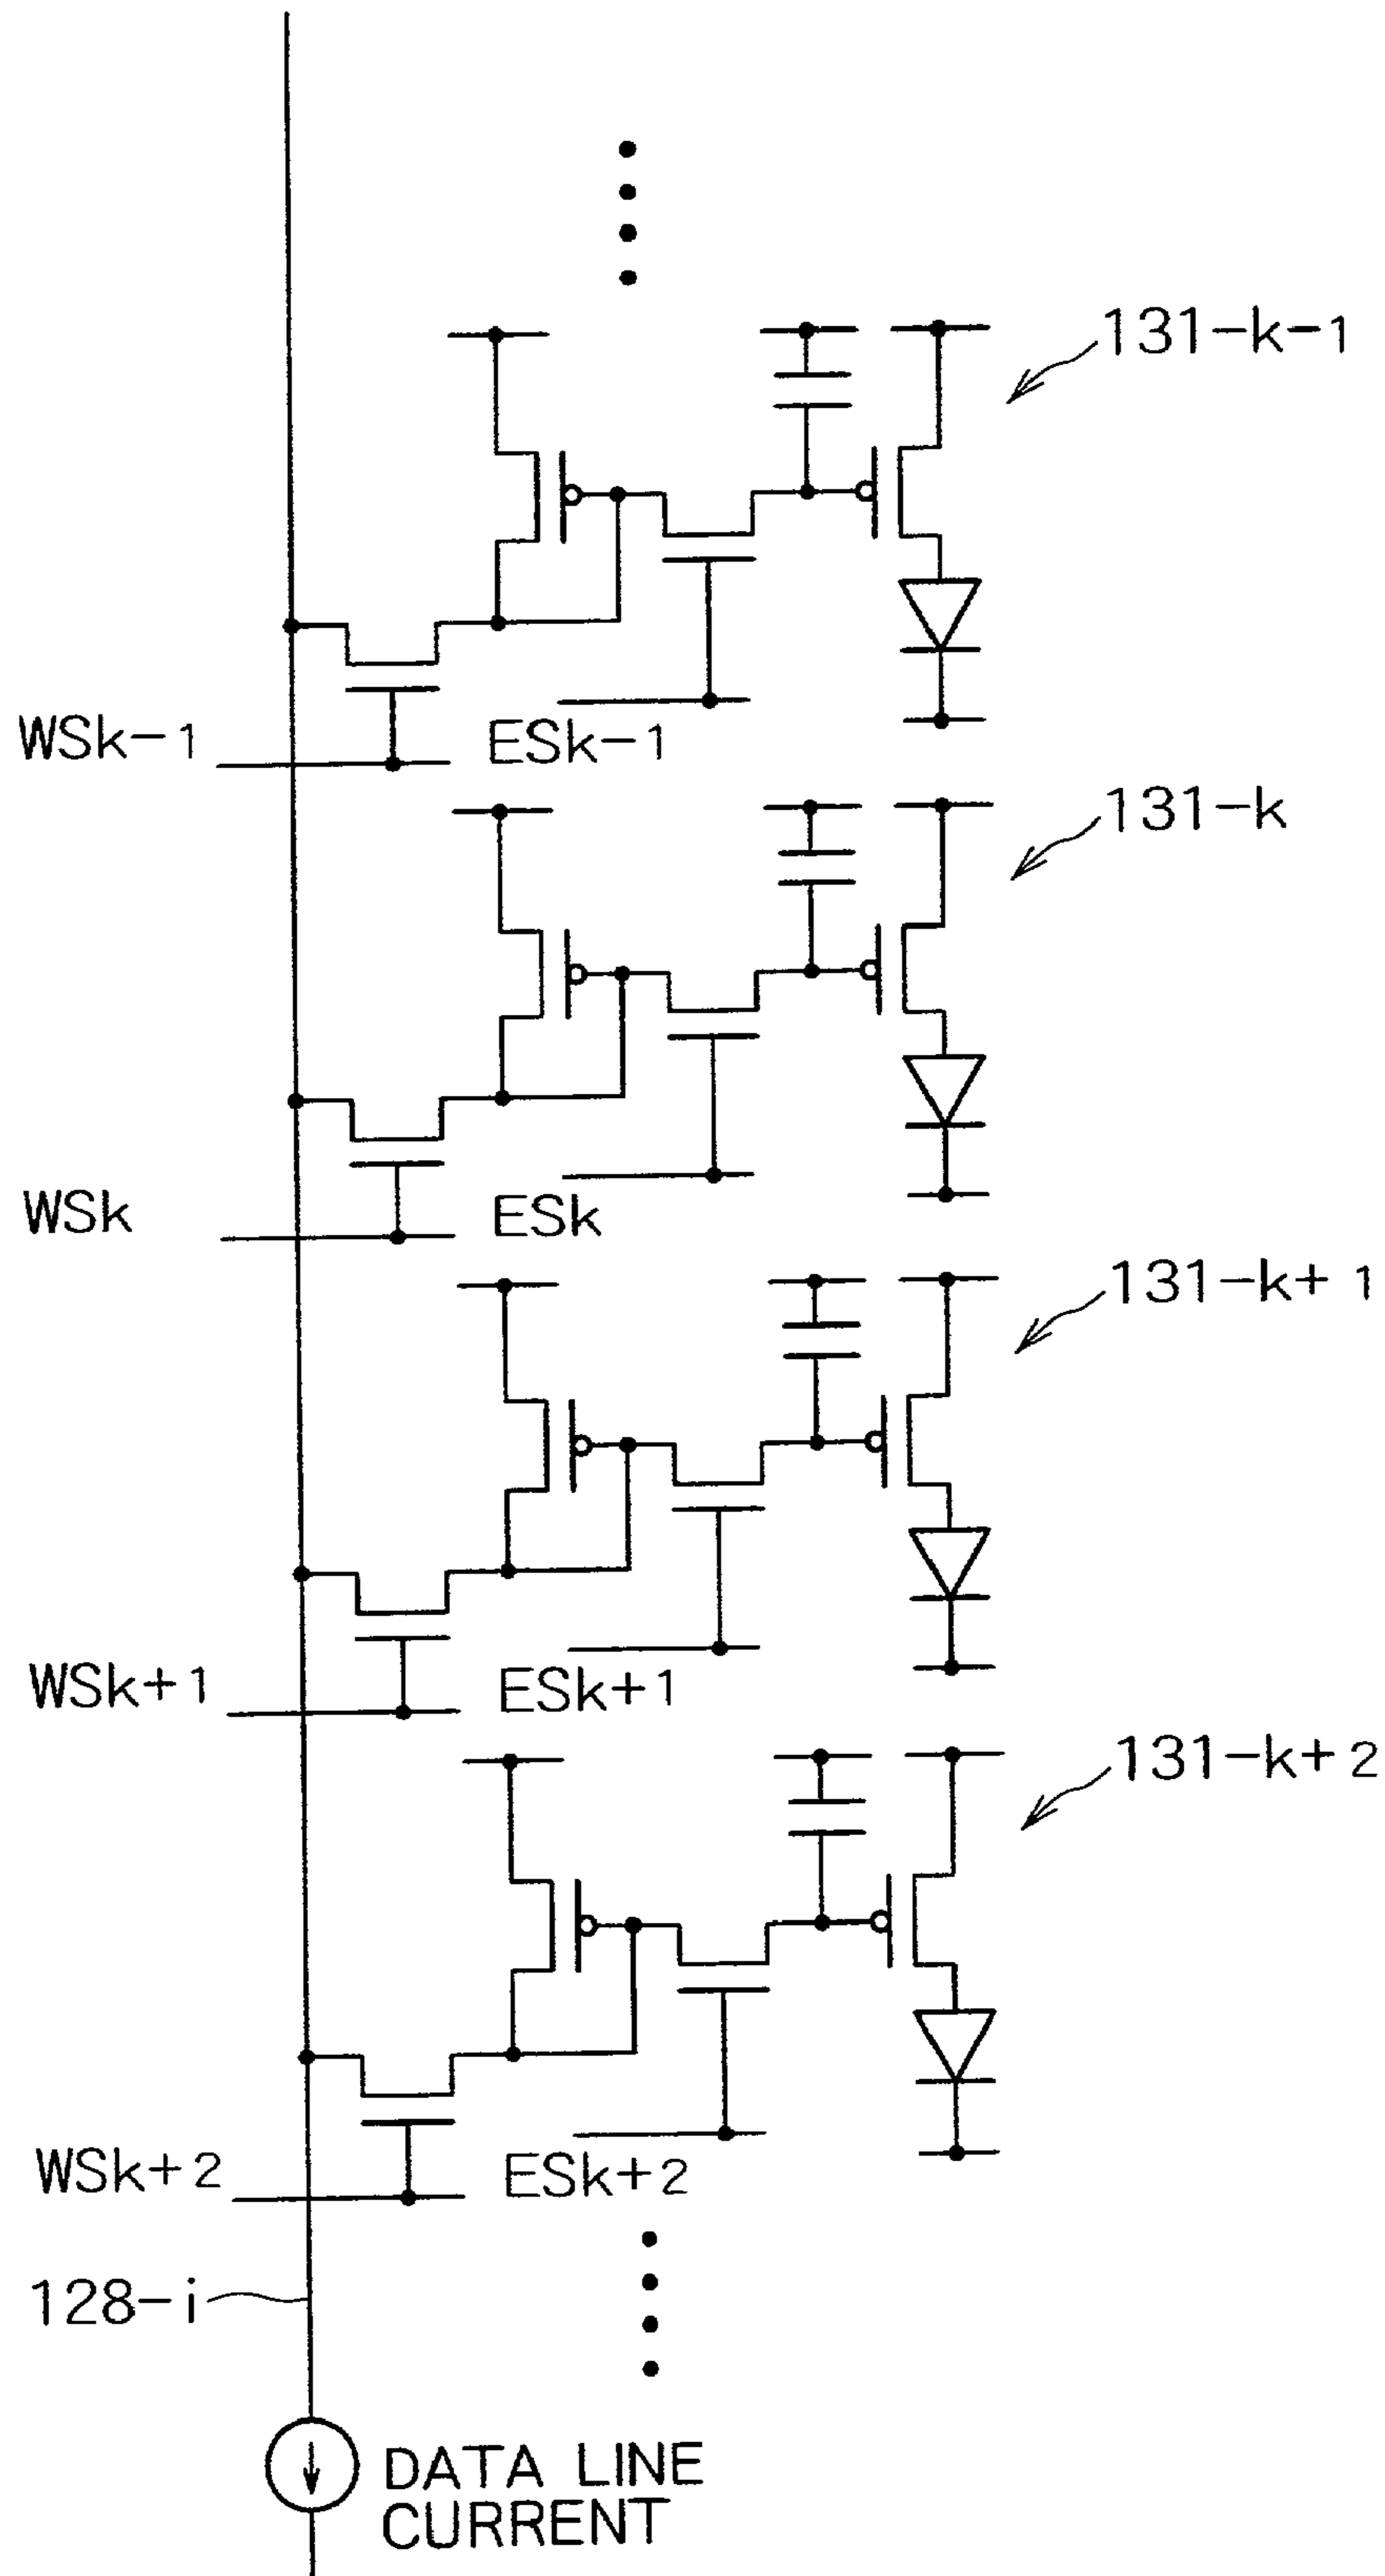 131-k-1
WSk-1
ESk-1
131-k
WSk
ESk
131-k+1
WSk+1
ESk+1
131-k+2
WSk+2
ESk+2
128-i
DATA LINE
CURRENT